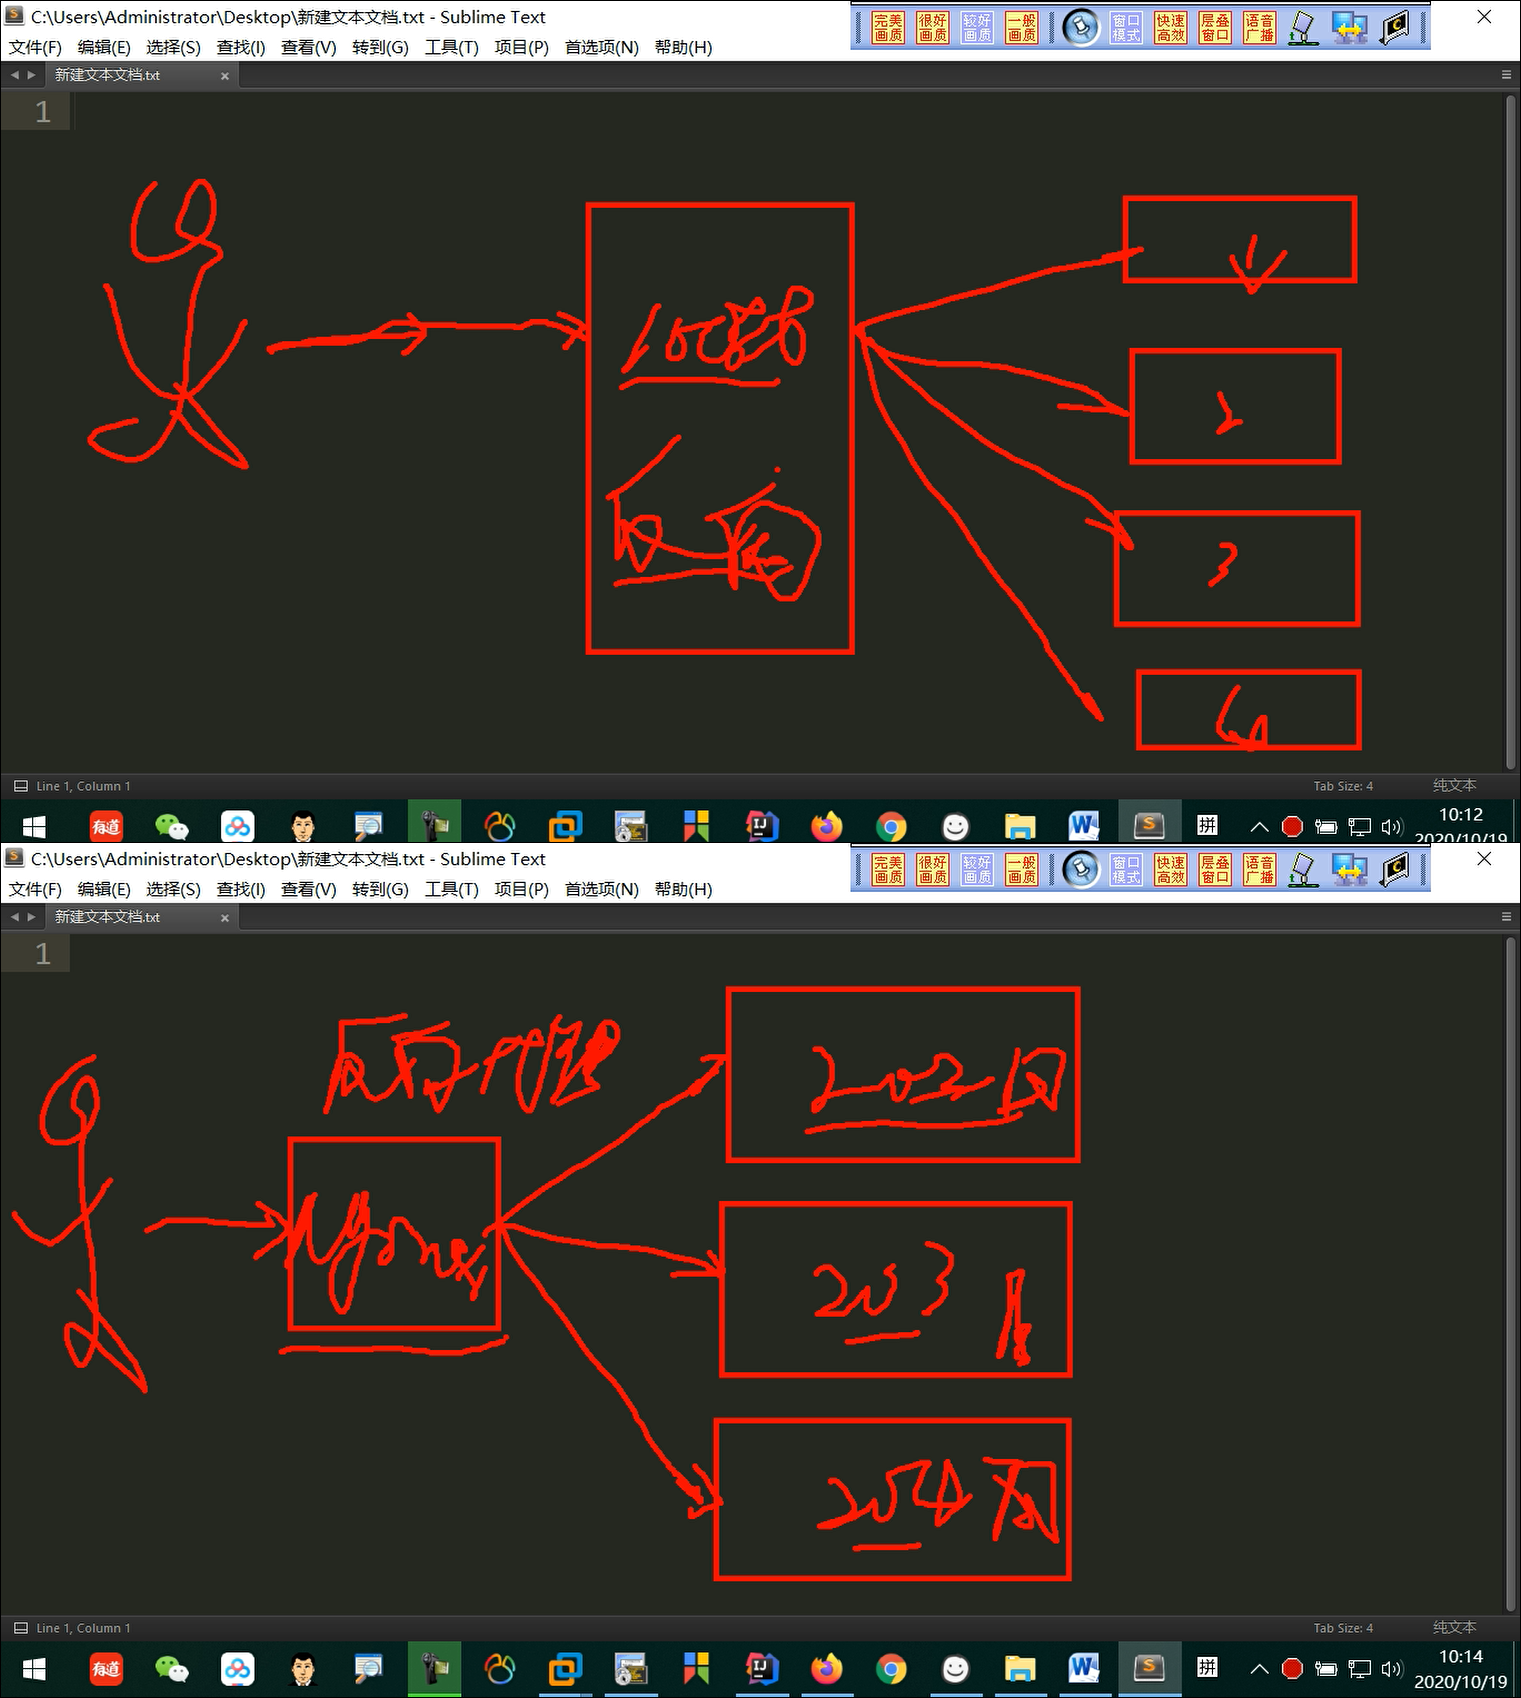 C:\Users\Administrator\Desktop\新建文本文档.txt - Sublime Text
完美画质 很好画质 较好画质 一般画质 窗口模式 快速高效 层叠窗口 语音广播
文件(F) 编辑(E) 选择(S) 查找(I) 查看(V) 转到(G) 工具(T) 项目(P) 首选项(N) 帮助(H)
新建文本文档.txt
1
2
3
Line 1, Column 1 Tab Size: 4 纯文本
有道 IJ W S 拼 10:12
2020/10/19
C:\Users\Administrator\Desktop\新建文本文档.txt - Sublime Text
完美画质 很好画质 较好画质 一般画质 窗口模式 快速高效 层叠窗口 语音广播
文件(F) 编辑(E) 选择(S) 查找(I) 查看(V) 转到(G) 工具(T) 项目(P) 首选项(N) 帮助(H)
新建文本文档.txt
1
反向代理
202
Nginx
203
204
Line 1, Column 1 Tab Size: 4 纯文本
有道 IJ W S 拼 10:14
2020/10/19